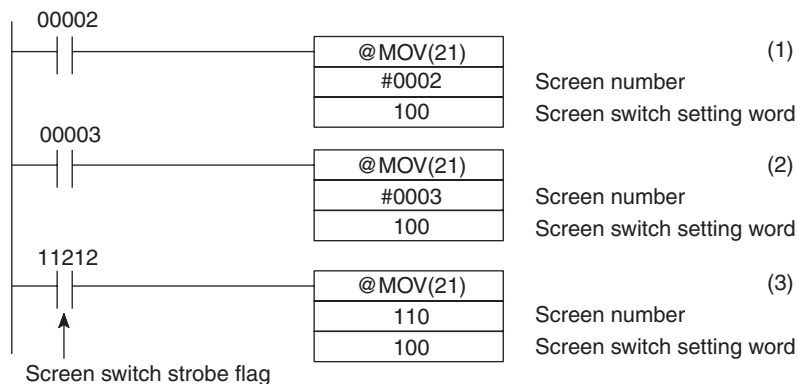 00002
@MOV(21) (1)
#0002 Screen number
100 Screen switch setting word
00003
@MOV(21) (2)
#0003 Screen number
100 Screen switch setting word
11212
@MOV(21) (3)
110 Screen number
100 Screen switch setting word
Screen switch strobe flag